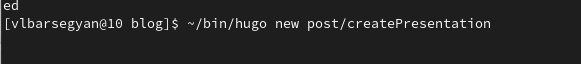 ed
[vlbarsegyan@10 blog]$ ~/bin/hugo new post/createPresentation